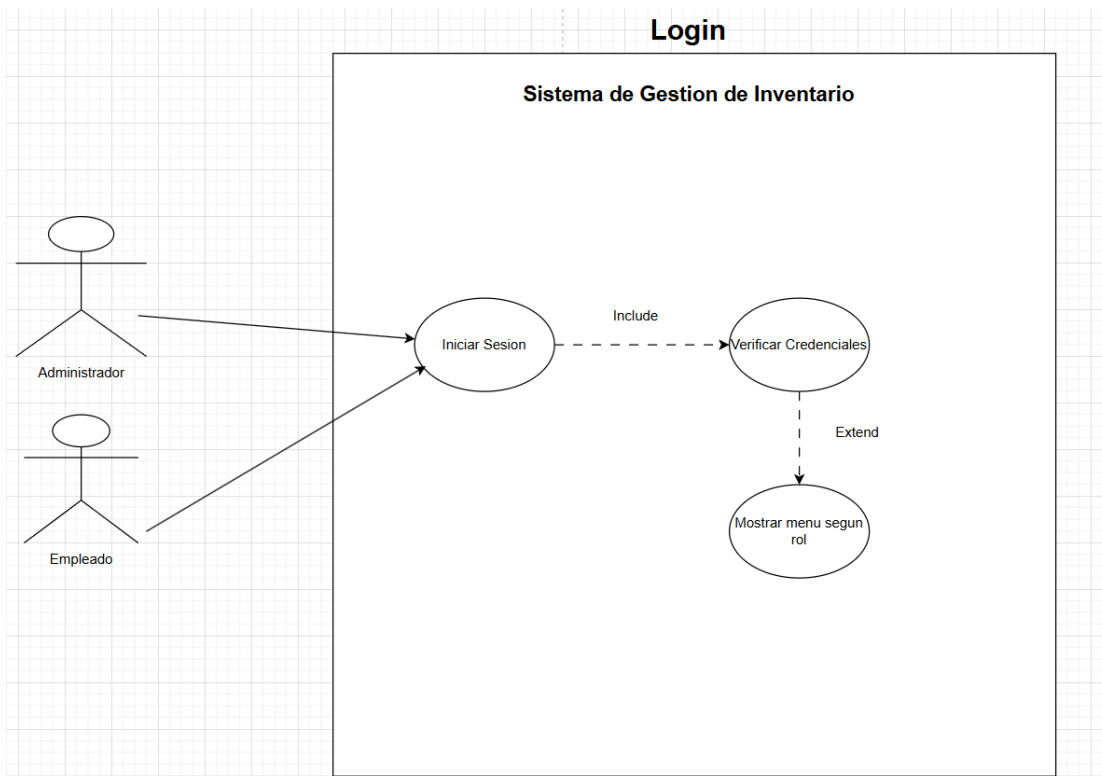 Login
Sistema de Gestion de Inventario
Include
Iniciar Sesion
Verificar Credenciales
Administrador
Extend
Mostrar menu segun
rol
Empleado